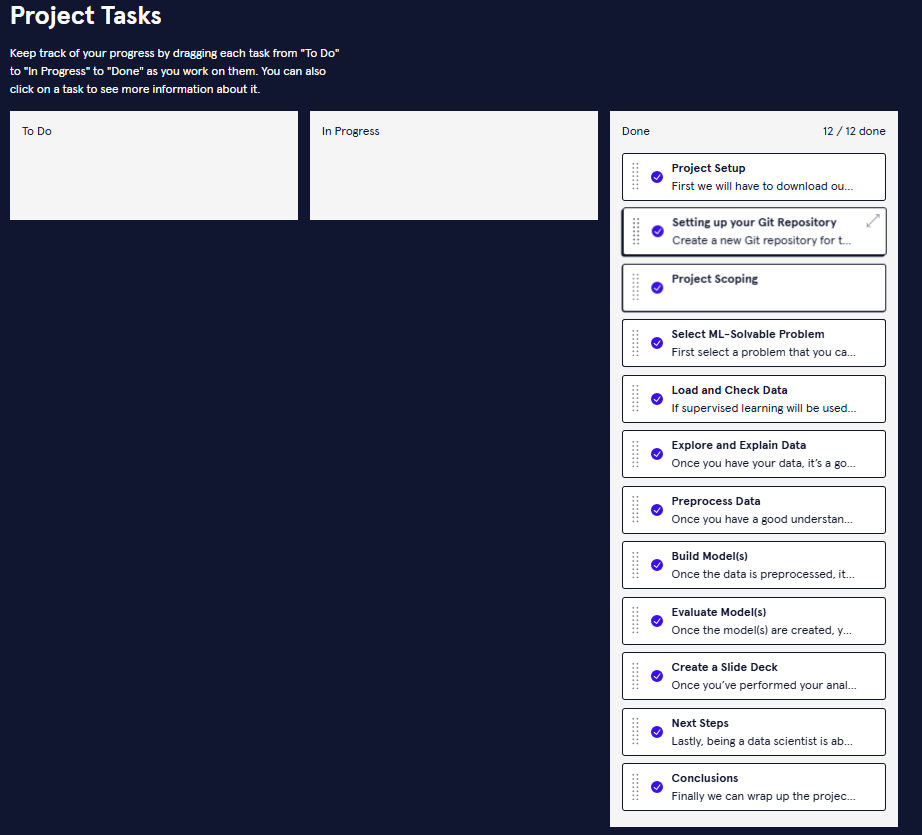 Project Tasks
Keep track of your progress by dragging each task from "To Do"
to "In Progress" to "Done" as you work on them. You can also
click on a task to see more information about it.
To Do
In Progress
Done
12 / 12 done
Project Setup
First we will have to download ou...
Setting up your Git Repository
Create a new Git repository for t...
Project Scoping
Select ML-Solvable Problem
First select a problem that you ca...
Load and Check Data
If supervised learning will be used...
Explore and Explain Data
Once you have your data, it's a go...
Preprocess Data
Once you have a good understan...
Build Model(s)
Once the data is preprocessed, it...
Evaluate Model(s)
Once the model(s) are created, y...
Create a Slide Deck
Once you've performed your anal...
Next Steps
Lastly, being a data scientist is ab...
Conclusions
Finally we can wrap up the projec...